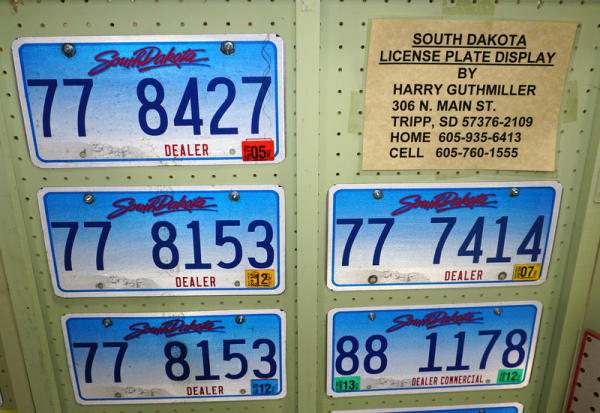 South Dakota
77 8427
DEALER
05
SOUTH DAKOTA
LICENSE PLATE DISPLAY
BY
HARRY GUTHMILLER
306 N. MAIN ST.
TRIPP, SD 57376-2109
HOME 605-935-6413
CELL 605-760-1555
South Dakota
77 8153
DEALER
12
South Dakota
77 7414
DEALER
07
South Dakota
77 8153
DEALER
12
South Dakota
88 1178
13
DEALER COMMERCIAL
12